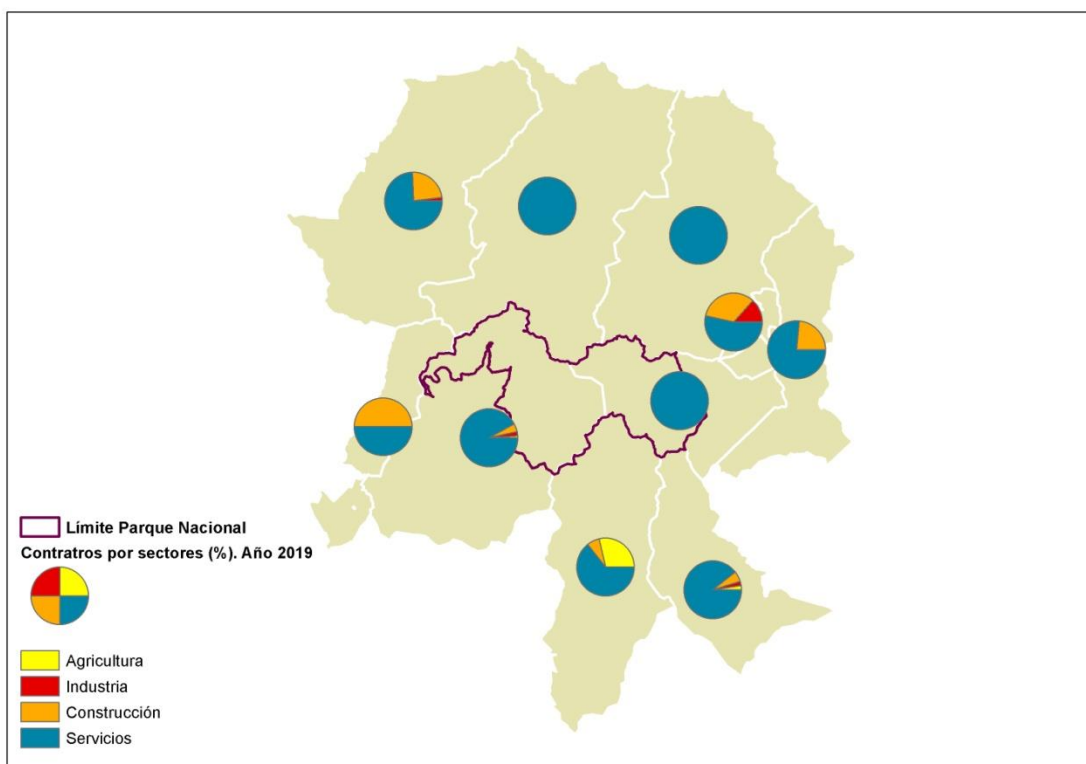 Límite Parque Nacional
Contratros por sectores (%). Año 2019
Agricultura
Industria
Construcción
Servicios